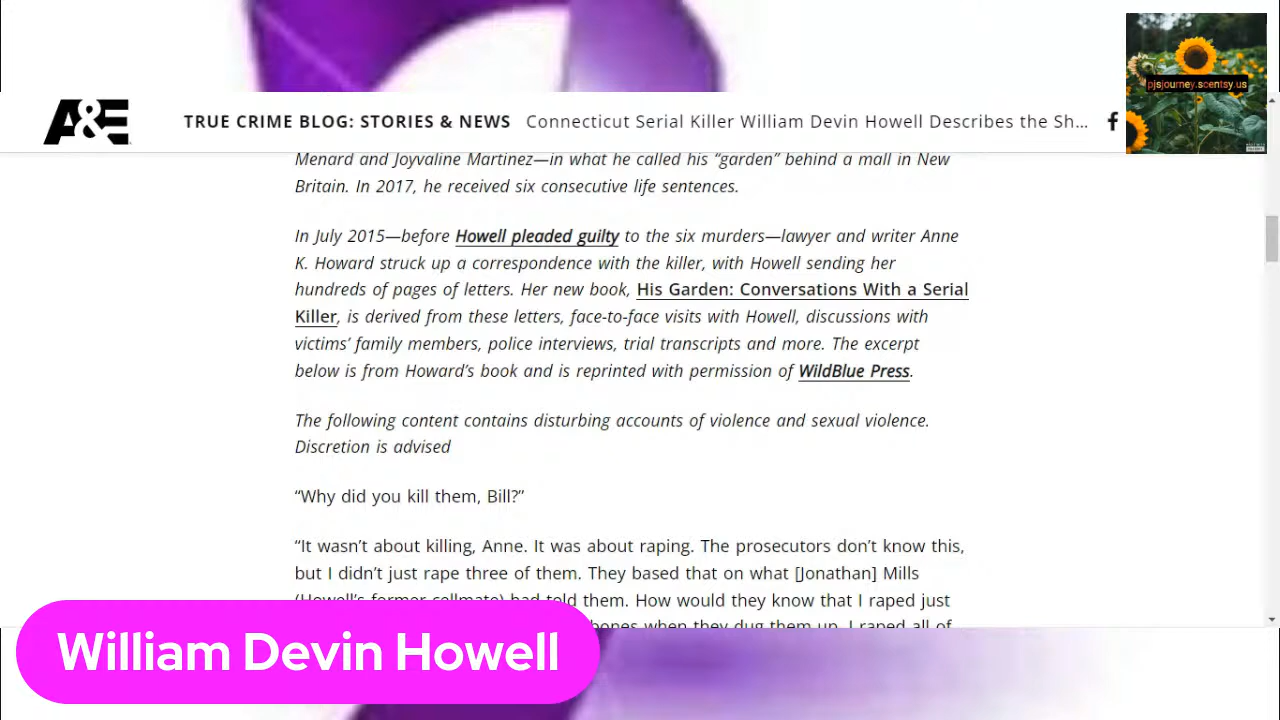 pjsjourney.scentsy.us
A&E
TRUE CRIME BLOG: STORIES & NEWS Connecticut Serial Killer William Devin Howell Describes the Sh...
Menard and Joyvaline Martinez—in what he called his “garden” behind a mall in New
Britain. In 2017, he received six consecutive life sentences.
In July 2015—before Howell pleaded guilty to the six murders—lawyer and writer Anne
K. Howard struck up a correspondence with the killer, with Howell sending her
hundreds of pages of letters. Her new book, His Garden: Conversations With a Serial
Killer, is derived from these letters, face-to-face visits with Howell, discussions with
victims’ family members, police interviews, trial transcripts and more. The excerpt
below is from Howard’s book and is reprinted with permission of WildBlue Press.
The following content contains disturbing accounts of violence and sexual violence.
Discretion is advised
“Why did you kill them, Bill?”
“It wasn’t about killing, Anne. It was about raping. The prosecutors don’t know this,
but I didn’t just rape three of them. They based that on what [Jonathan] Mills
(Howell’s former cellmate) had told them. How would they know that I raped just
bones when they dug them up. I raped all of
William Devin Howell